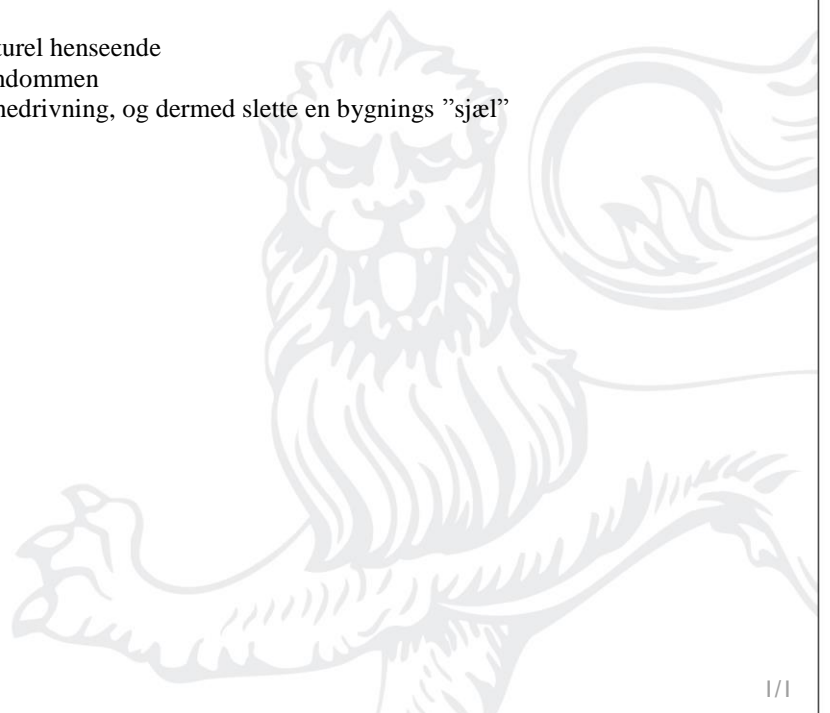 turel henseende
ndommen
nedrivning, og dermed slette en bygnings ”sjæl”
1/1